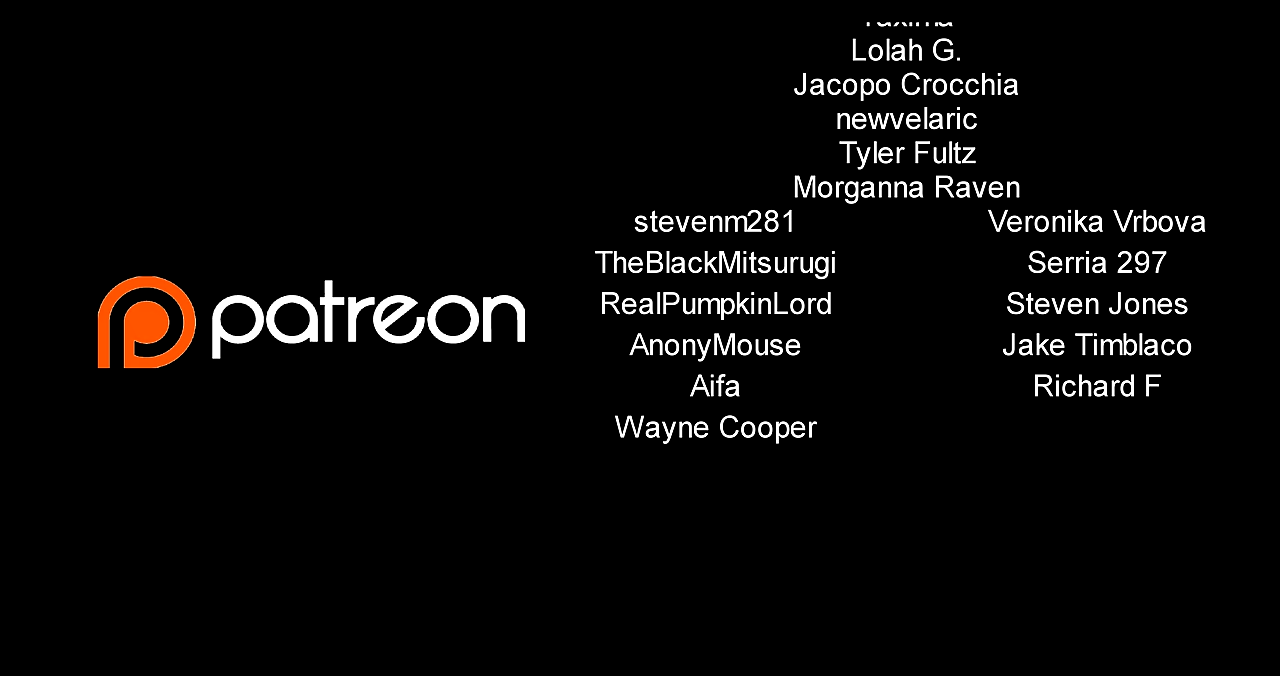 Lolah G.
Jacopo Crocchia
newvelaric
Tyler Fultz
Morganna Raven
stevenm281 Veronika Vrbova
TheBlackMitsurugi Serria 297
patreon
RealPumpkinLord Steven Jones
AnonyMouse Jake Timblaco
Aifa Richard F
Wayne Cooper